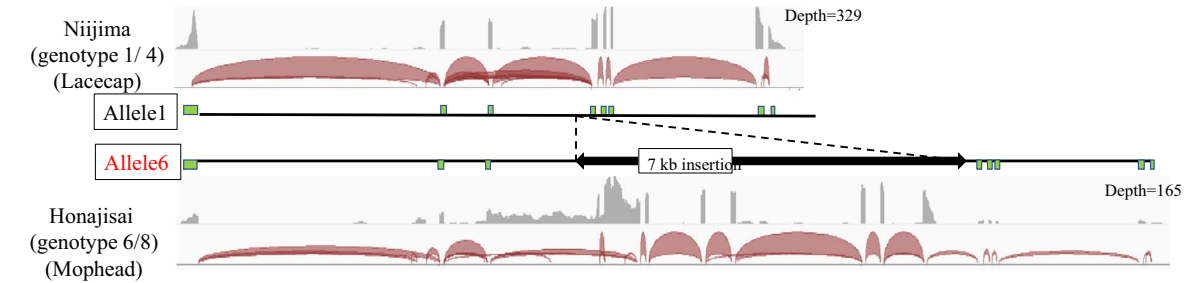 Niijima
(genotype 1/ 4)
(Lacecap)
Depth=329
Allele1
Allele6
7 kb insertion
Depth=165
Honajisai
(genotype 6/8)
(Mophead)